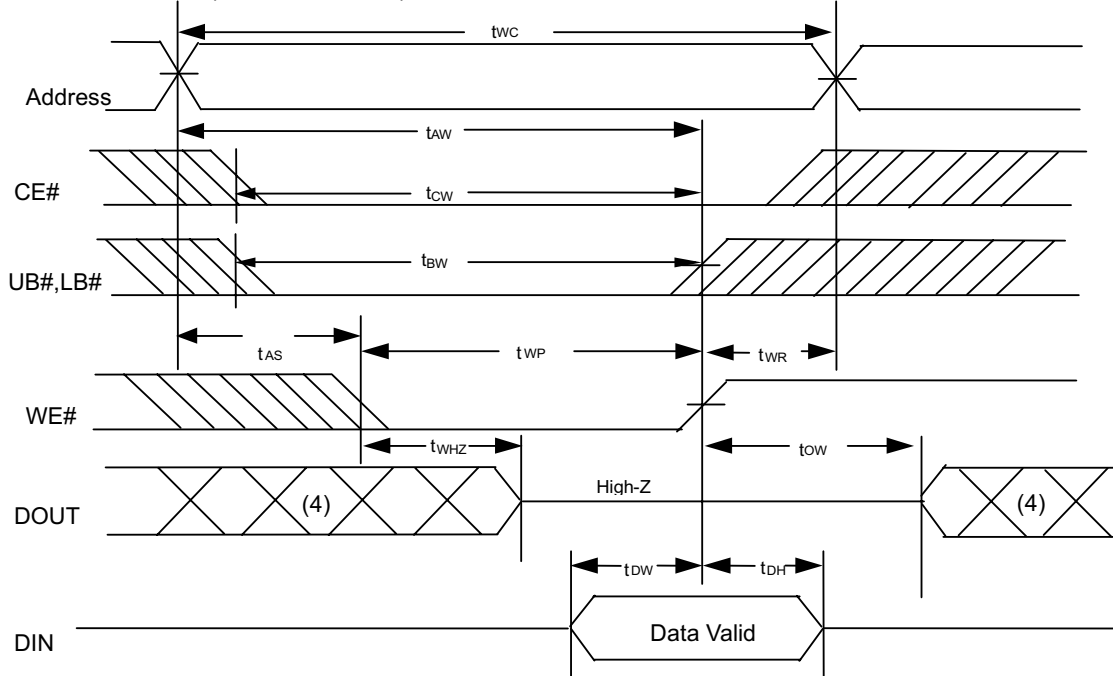 tWC
Address
tAW
CE#
tCW
UB#,LB#
tBW
tAS
tWP
tWR
WE#
tWHZ
tOW
High-Z
DOUT
(4)
(4)
tDW
tDH
DIN
Data Valid